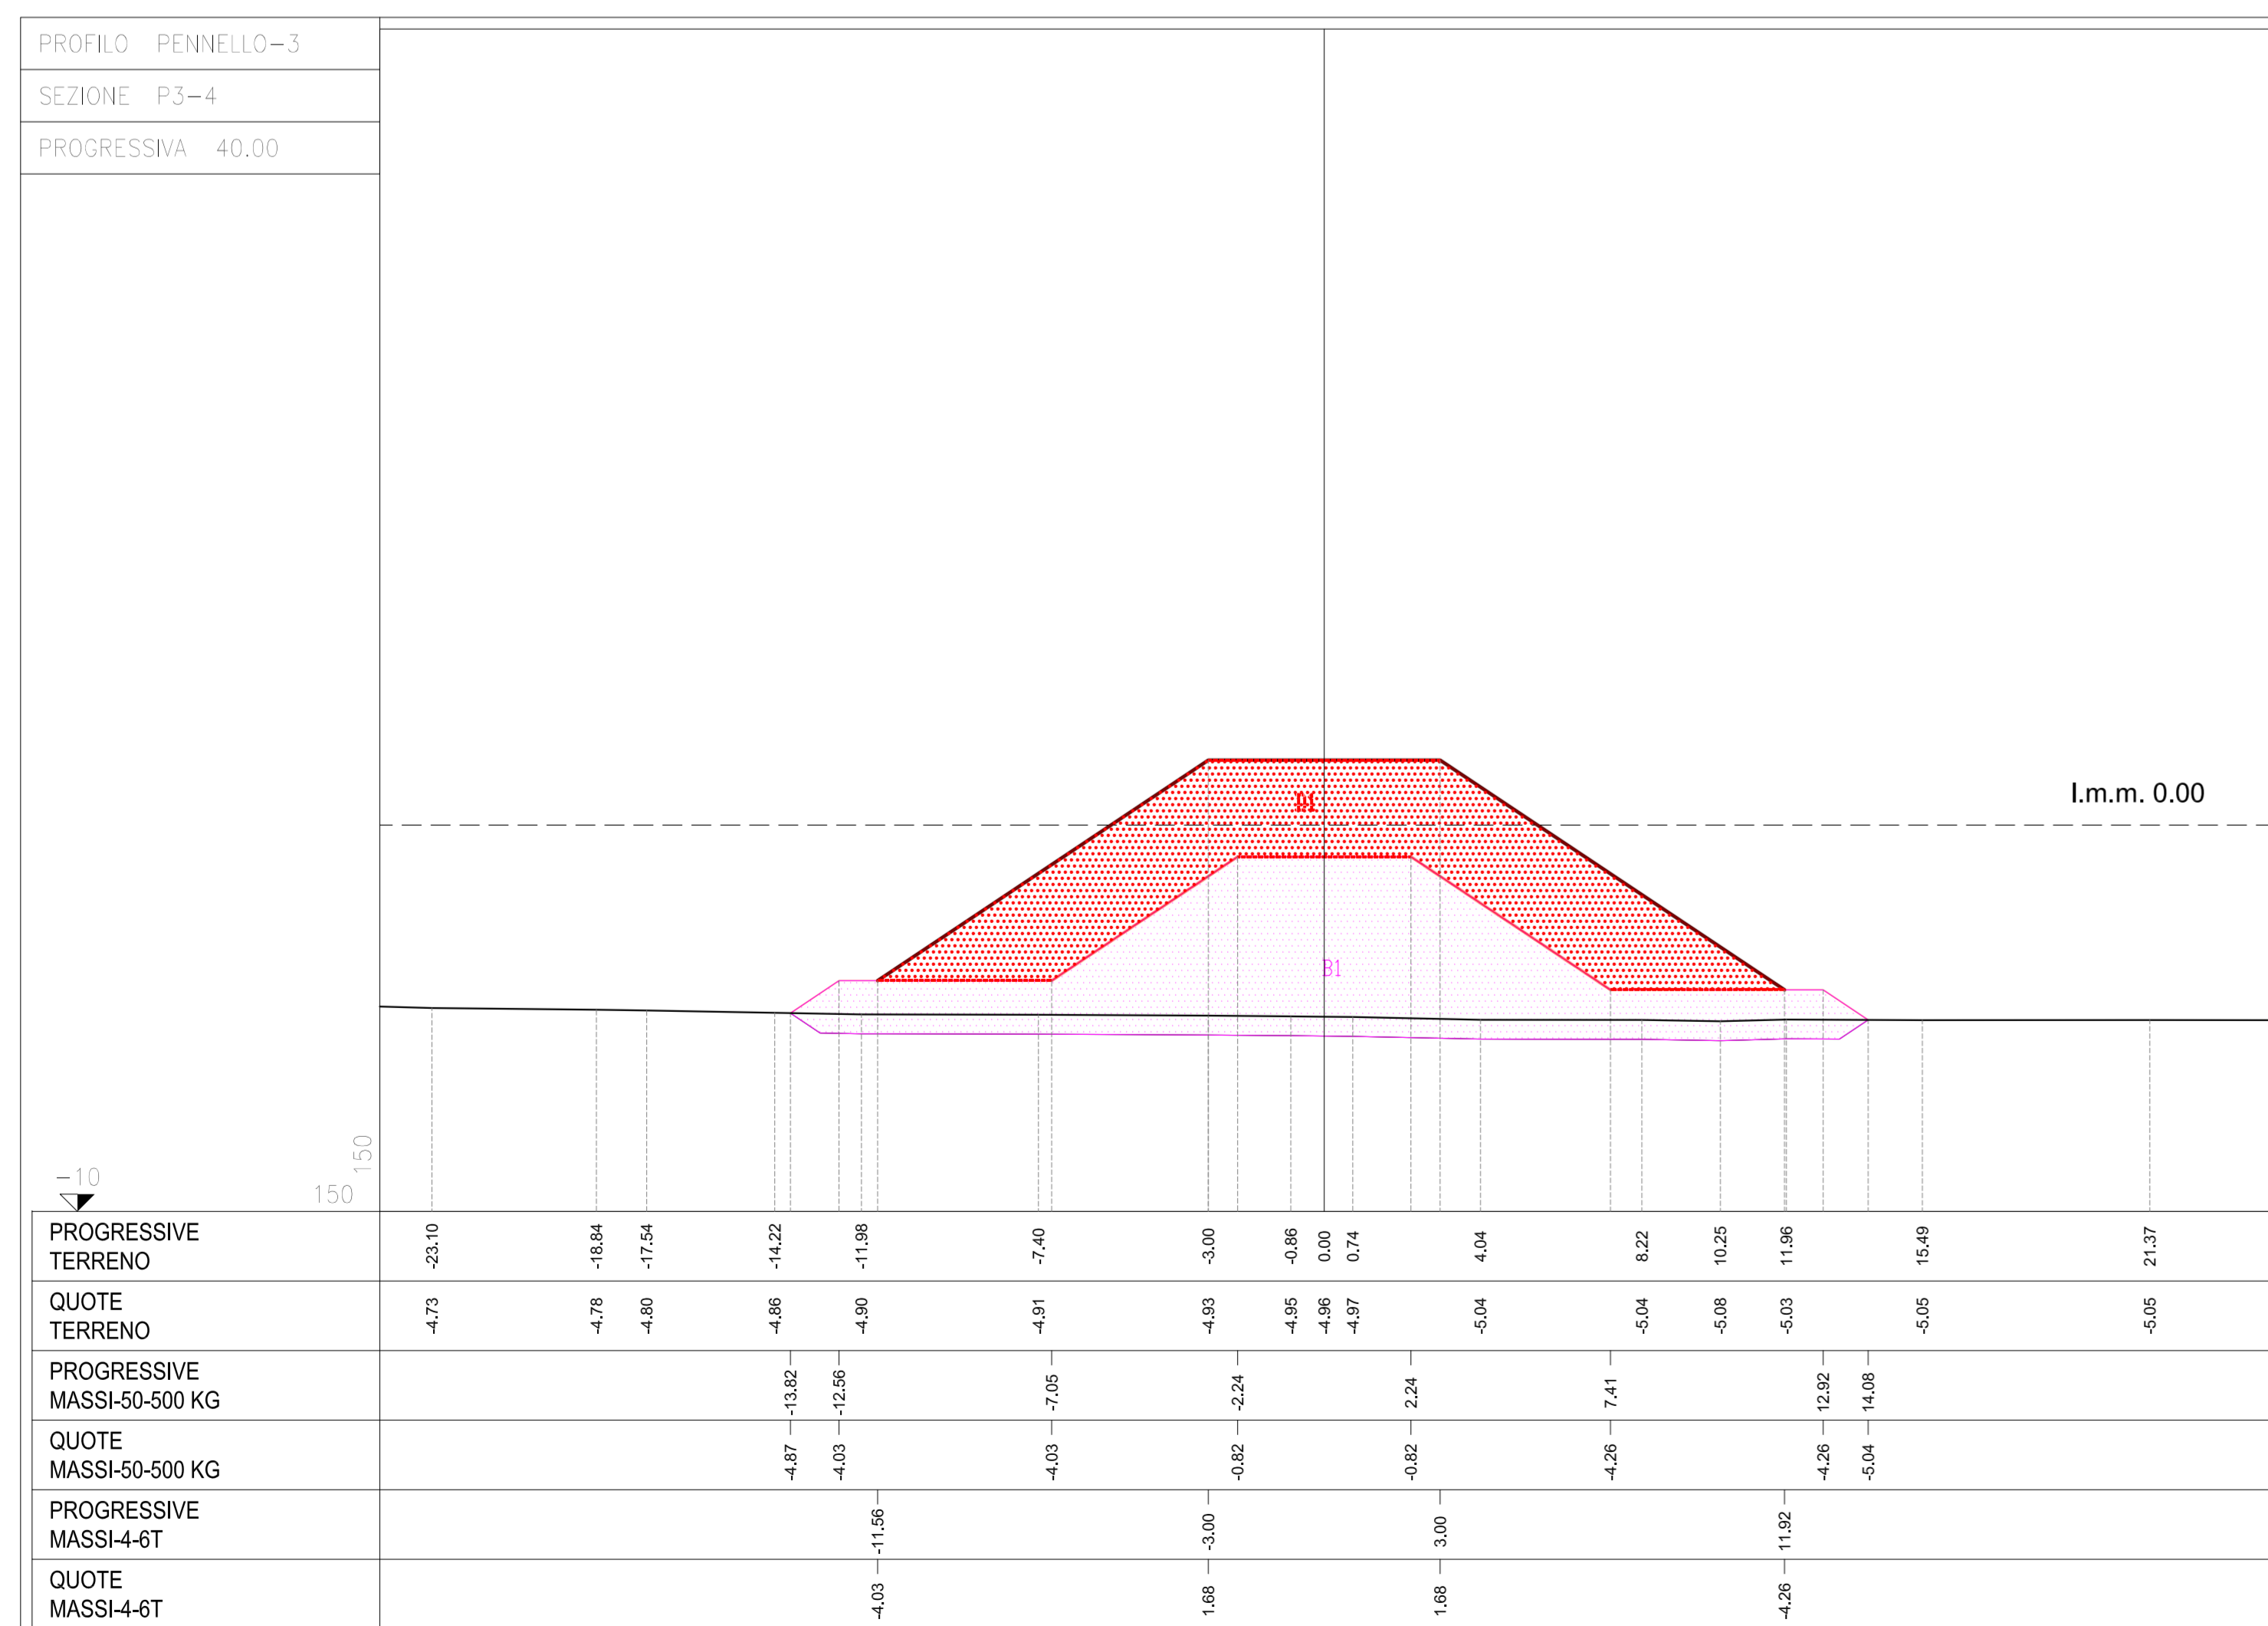 PROFILO PENNELLO-3
SEZIONE P3-4
PROGRESSIVA 40.00
l.m.m. 0.00
B1
150
-10
150
PROGRESSIVE
TERRENO
-23.10 -18.84 -17.54 -14.22 -11.98 -7.40 -3.00 -0.86 0.00 0.74 4.04 8.22 10.25 11.96 15.49 21.37
QUOTE
TERRENO
-4.73 -4.78 -4.80 -4.86 -4.90 -4.91 -4.93 -4.95 -4.96 -4.97 -5.04 -5.04 -5.08 -5.03 -5.05 -5.05
PROGRESSIVE
MASSI-50-500 KG
-13.82 -12.56 -7.05 -2.24 2.24 7.41 12.92 14.08
QUOTE
MASSI-50-500 KG
-4.87 -4.03 -4.03 -0.82 -0.82 -4.26 -4.26 -5.04
PROGRESSIVE
MASSI-4-6T
-11.56 -3.00 3.00 11.92
QUOTE
MASSI-4-6T
-4.03 1.68 1.68 -4.26